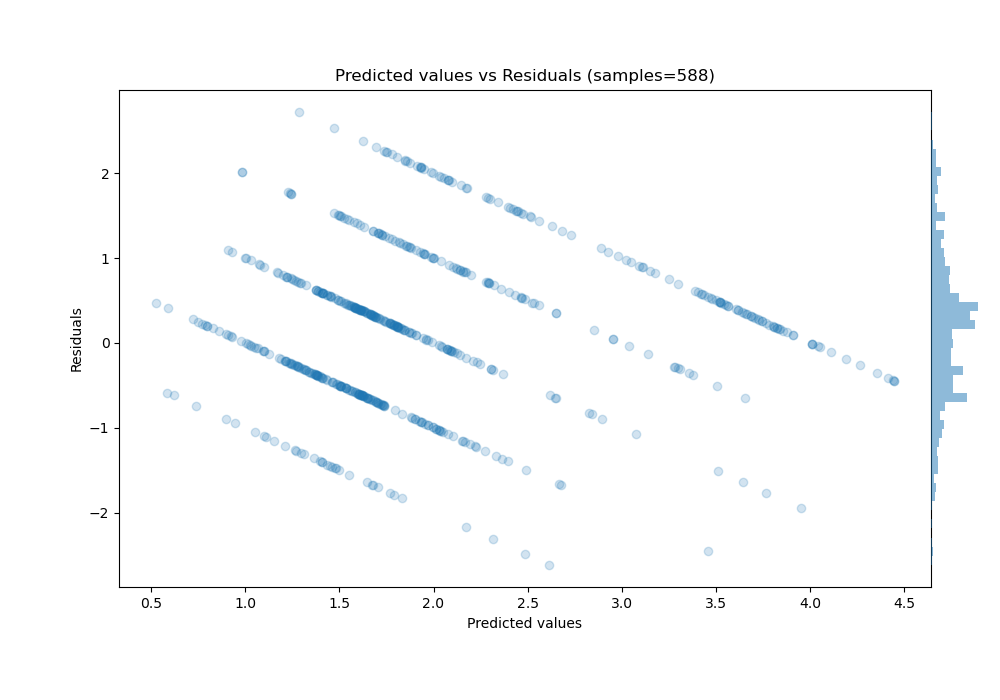 Predicted values vs Residuals (samples=588)
2
1
0
−1
−2
Residuals
0.5 1.0 1.5 2.0 2.5 3.0 3.5 4.0 4.5
Predicted values